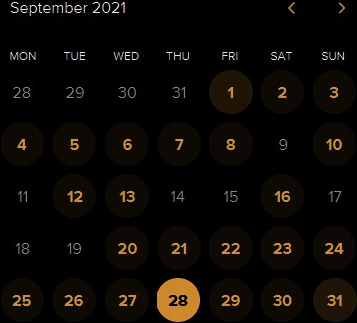 September 2021 < >
MON TUE WED THU FRI SAT SUN
28 29 30 31 1 2 3
4 5 6 7 8 9 10
11 12 13 14 15 16 17
18 19 20 21 22 23 24
25 26 27 28 29 30 31